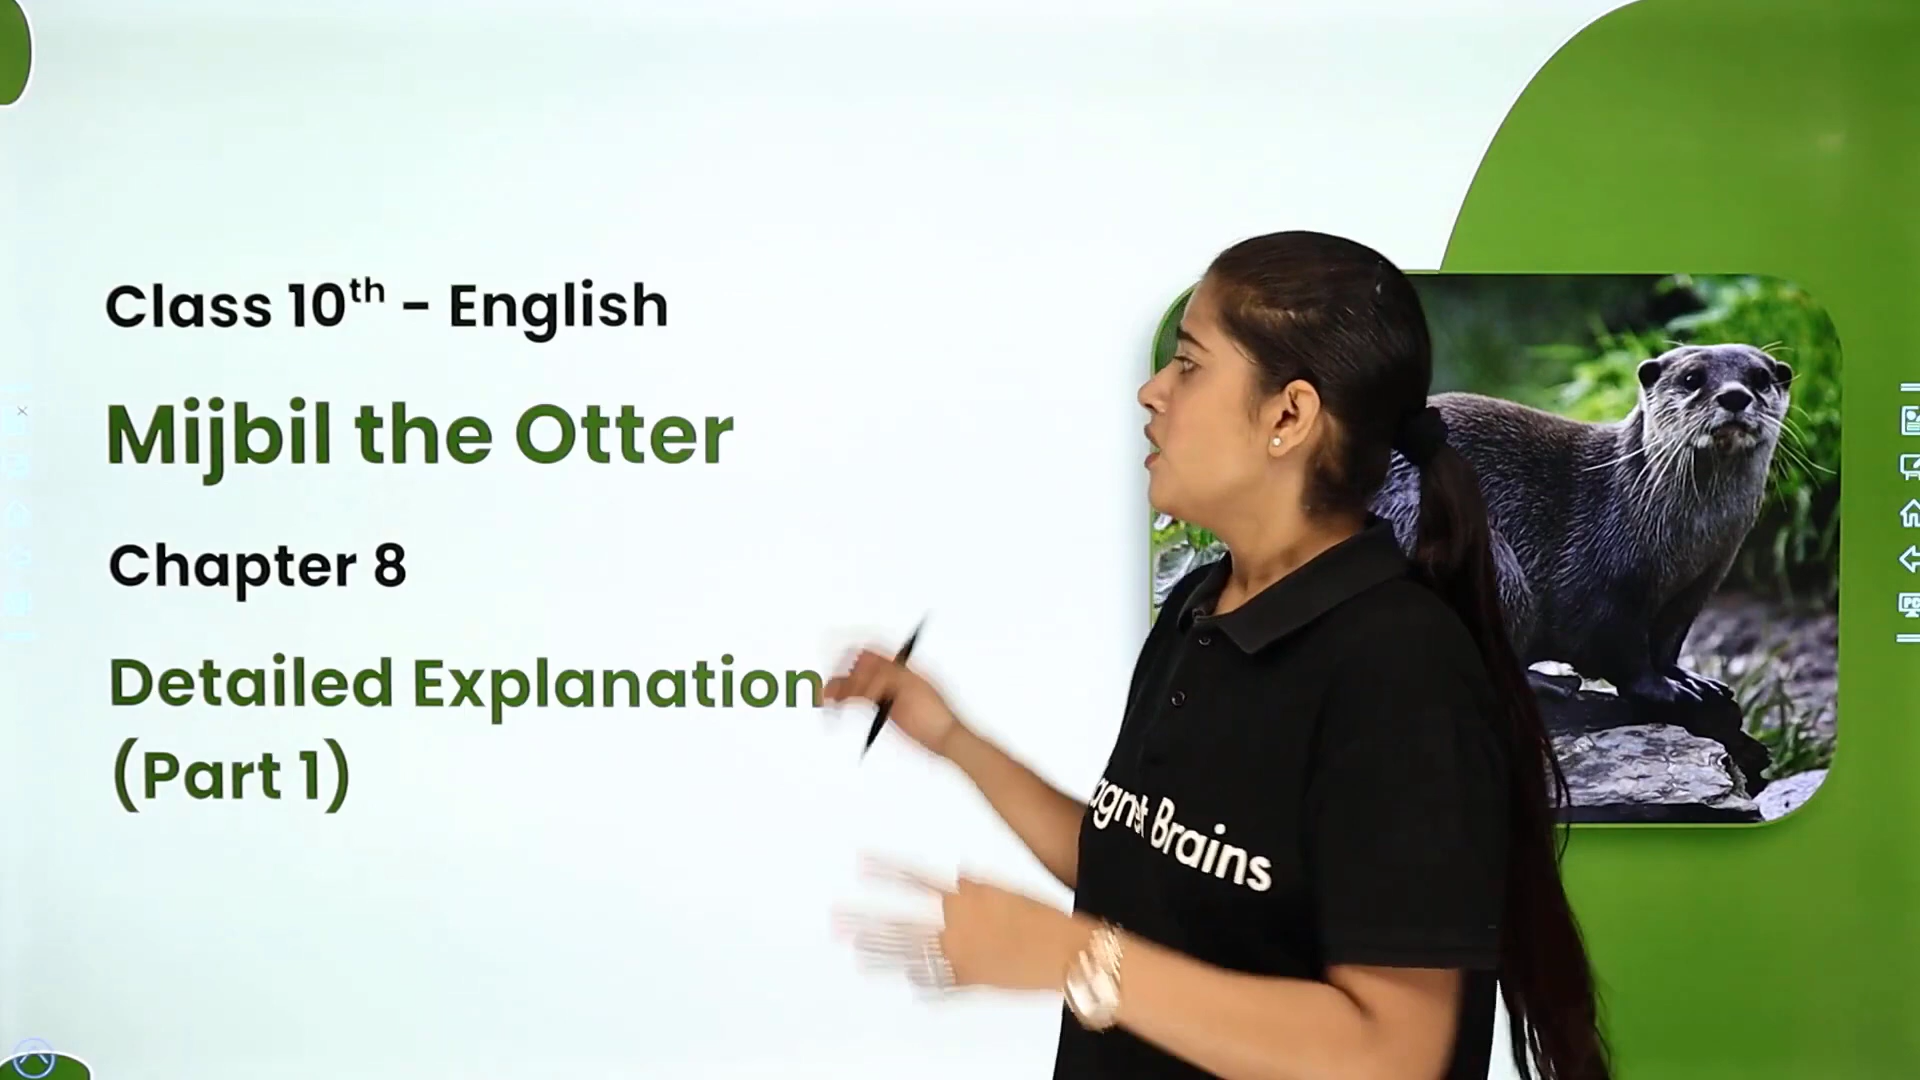 Class 10th - English
Mijbil the Otter
Chapter 8
Detailed Explanation
(Part 1)
Brains